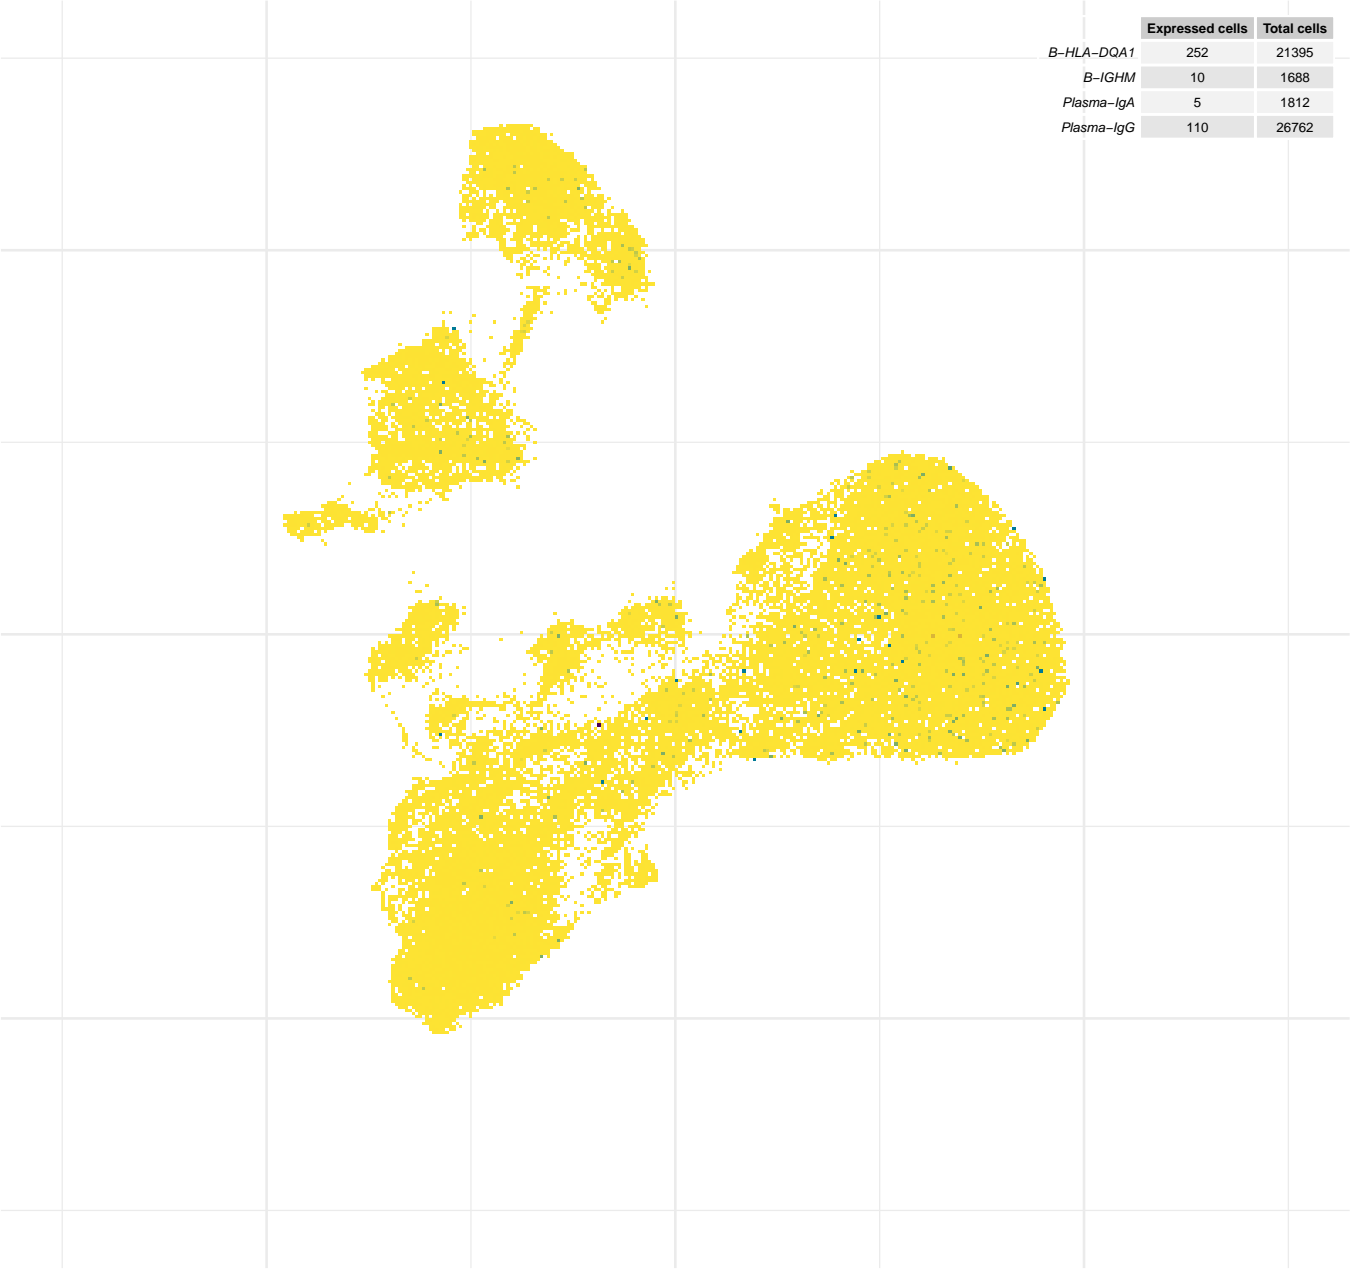 Expressed cells Total cells
B−HLA−DQA1 252 21395
B−IGHM 10 1688
Plasma−IgA 5 1812
Plasma−IgG 110 26762